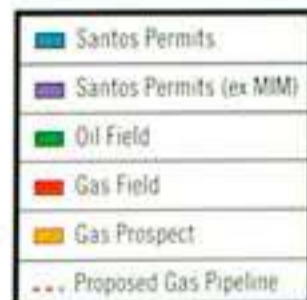 Santos Permits
Santos Permits (ex MIM)
Oil Field
Gas Field
Gas Prospect
Proposed Gas Pipeline